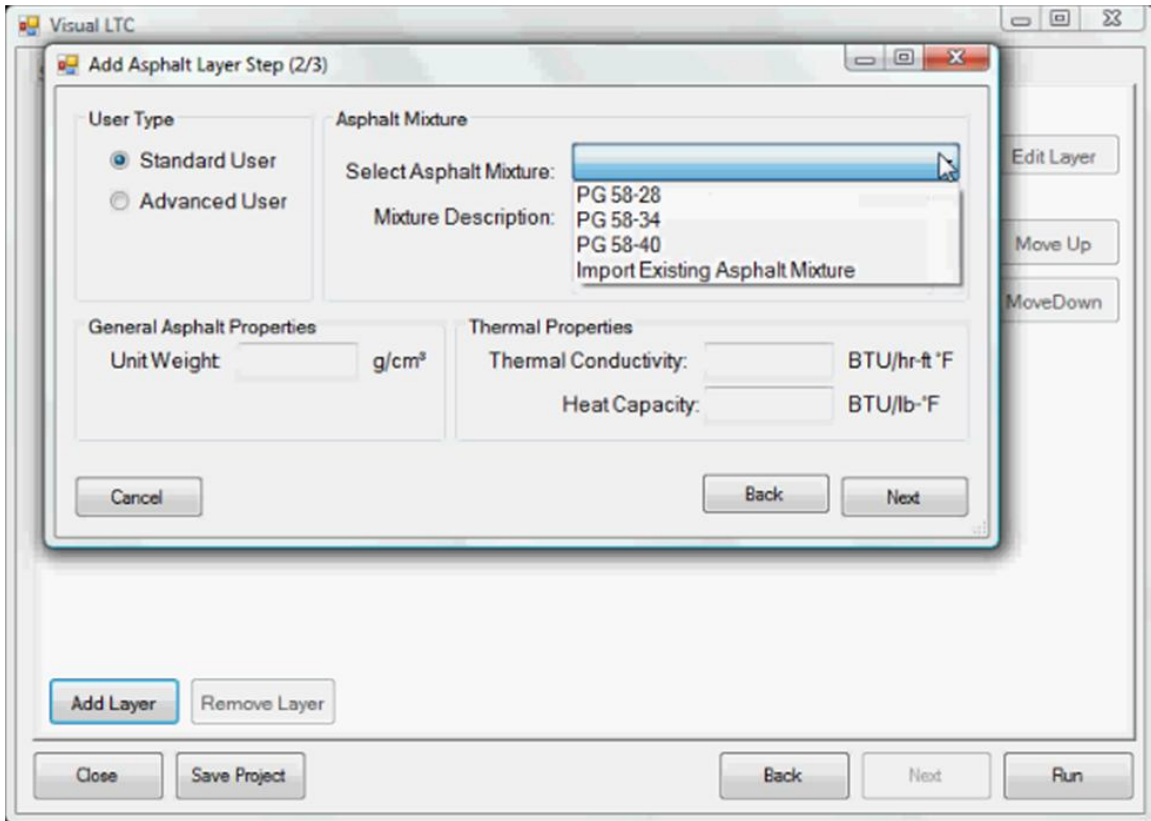 Visual LTC
Add Asphalt Layer Step (2/3)
User Type
Standard User
Advanced User
Asphalt Mixture
Select Asphalt Mixture:
PG 58-28
PG 58-34
PG 58-40
Import Existing Asphalt Mixture
Mixture Description:
Edit Layer
Move Up
MoveDown
General Asphalt Properties
Unit Weight: g/cm³
Thermal Properties
Thermal Conductivity: BTU/hr-ft °F
Heat Capacity: BTU/lb-°F
Cancel
Back
Next
Add Layer
Remove Layer
Close
Save Project
Back
Next
Run